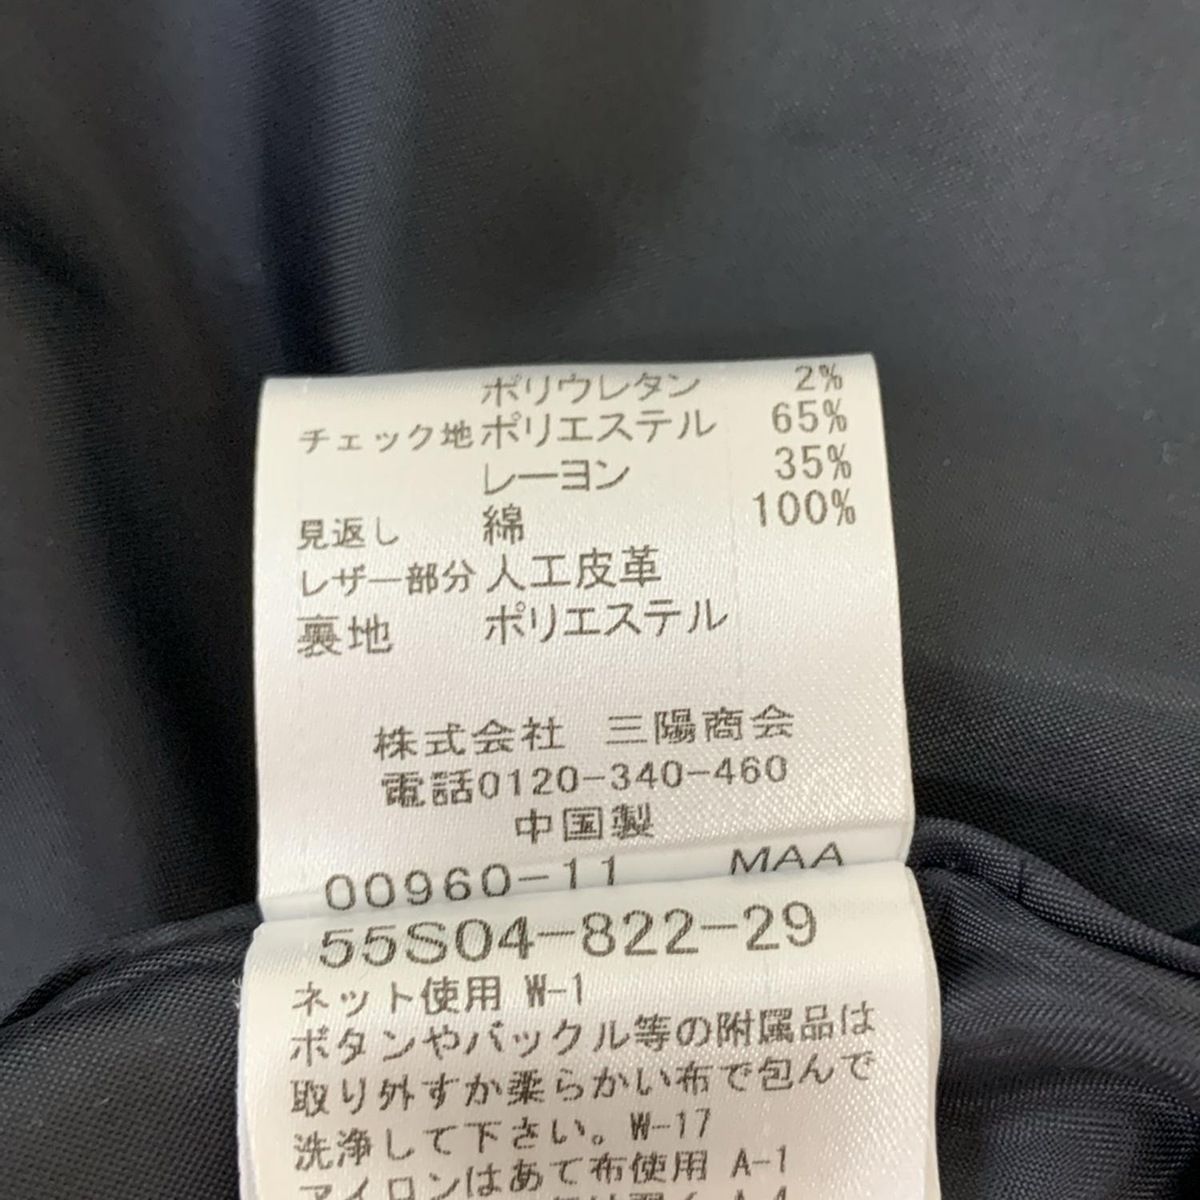 ポリウレタン 2%
チェック地 ポリエステル 65%
レーヨン 35%
見返し 綿 100%
レザー部分 人工皮革
裏地 ポリエステル
株式会社 三陽商会
電話0120-340-460
中国製
00960-11 MAA
55S04-822-29
ネット使用 W-1
ボタンやバックル等の附属品は
取り外すか柔らかい布で包んで
洗浄して下さい。W-17
アイロンはあて布使用 A-1